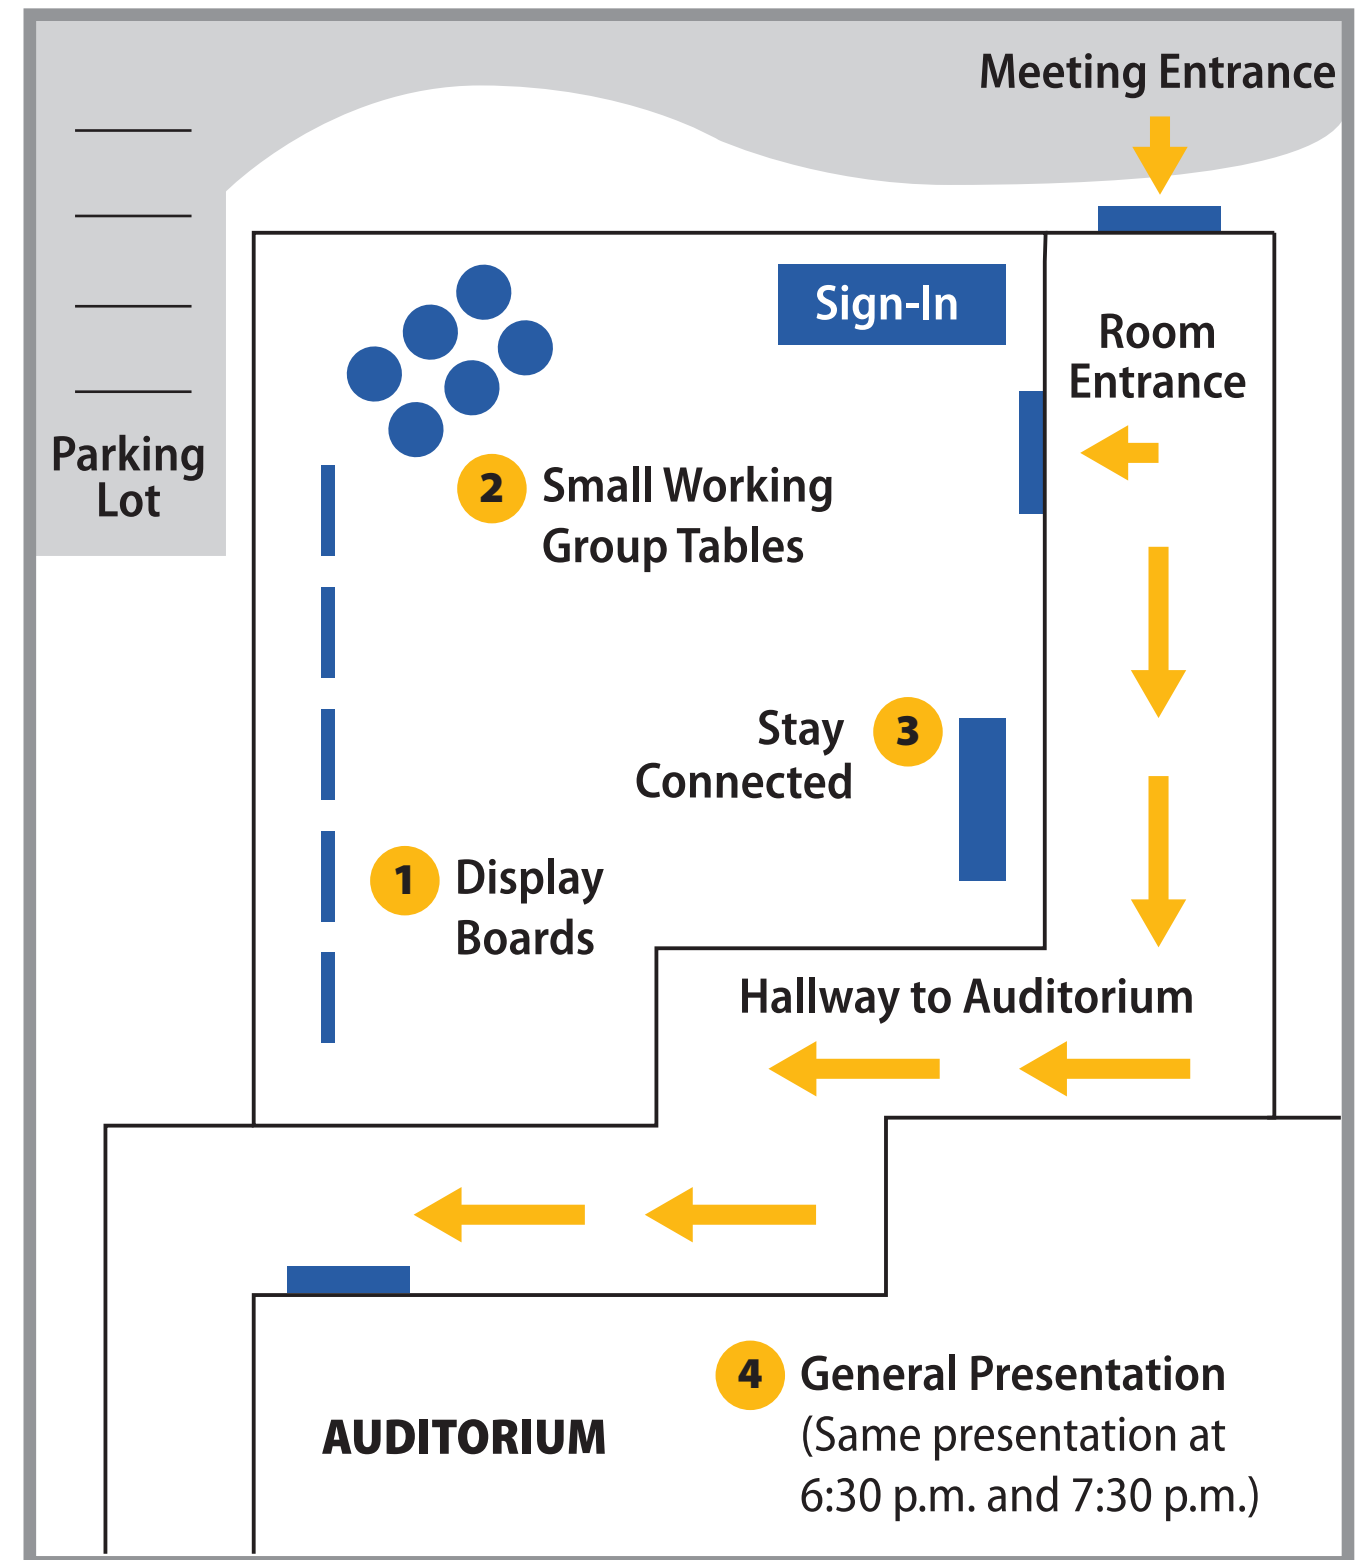 Meeting Entrance
Sign-In
Room
Entrance
Parking
Lot
2 Small Working
Group Tables
Stay 3
Connected
1 Display
Boards
Hallway to Auditorium
4 General Presentation
(Same presentation at
6:30 p.m. and 7:30 p.m.)
AUDITORIUM